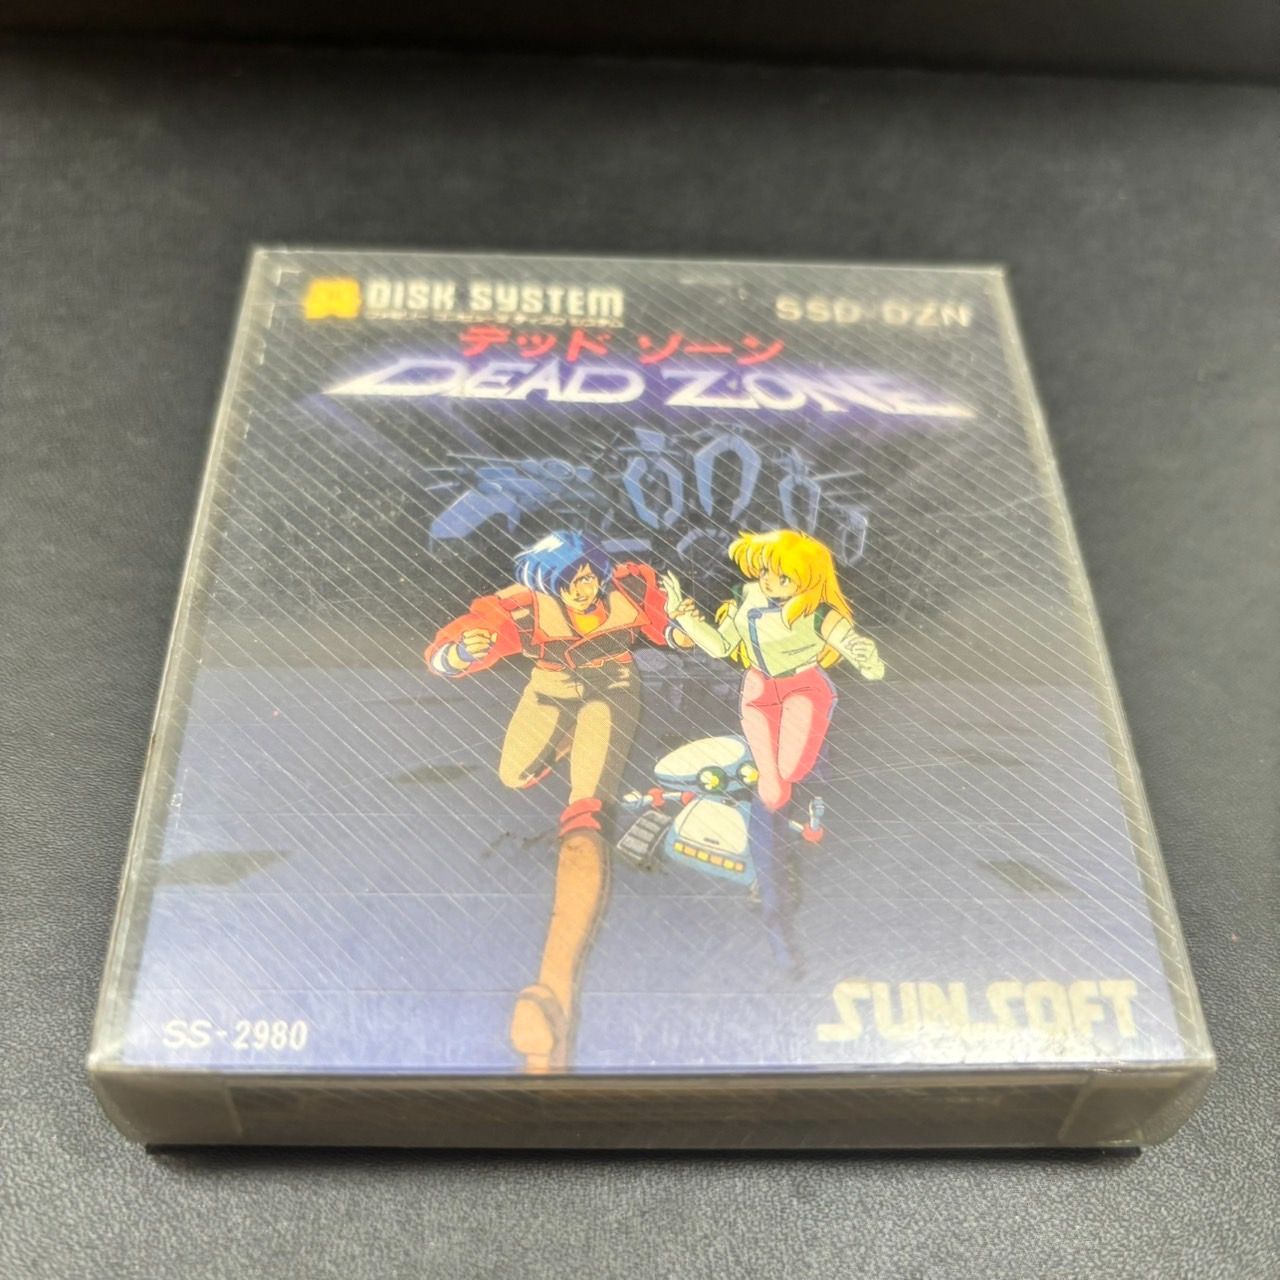 DISK SYSTEM
SSD-DZN
デッド ゾーン
DEAD ZONE
SS-2980
SUNSOFT